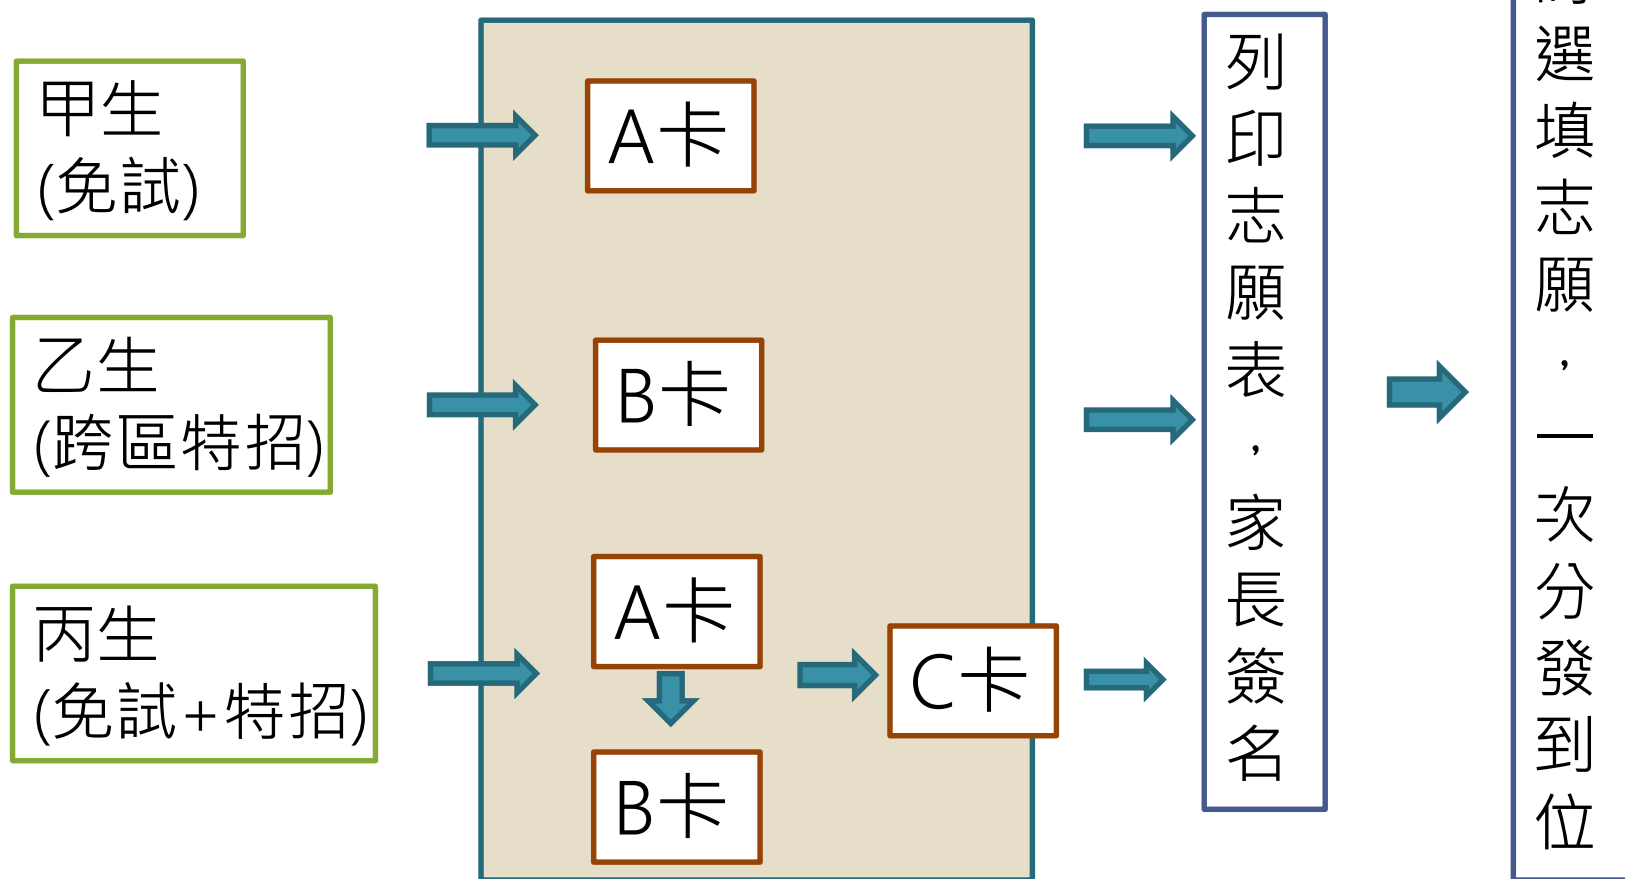 甲生
(免試)
A卡
乙生
(跨區特招)
B卡
丙生
(免試+特招)
A卡
B卡
C卡
列印志願表，家長簽名
選填志願，一次分發到位